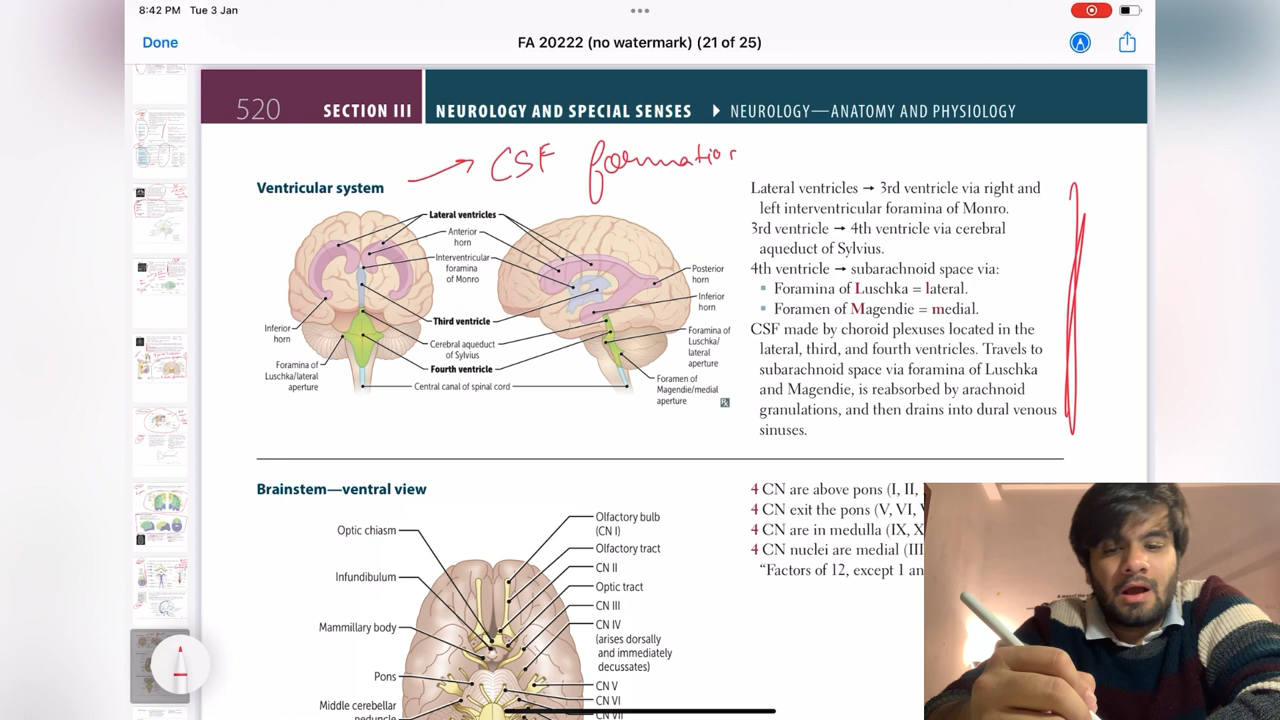 8:42 PM Tue 3 Jan
Done
FA 20222 (no watermark) (21 of 25)
520 SECTION III NEUROLOGY AND SPECIAL SENSES NEUROLOGY—ANATOMY AND PHYSIOLOGY
→ CSF formation
Ventricular system
Lateral ventricles
Anterior
horn
Interventricular
foramina
of Monro
Third ventricle
Cerebral aqueduct
of Sylvius
Fourth ventricle
Central canal of spinal cord
Inferior
horn
Foramina of
Luschka/lateral
aperture
Posterior
horn
Inferior
horn
Foramina of
Luschka/
lateral
aperture
Foramen of
Magendie/medial
aperture
Lateral ventricles → 3rd ventricle via right and
left interventricular foramina of Monro.
3rd ventricle → 4th ventricle via cerebral
aqueduct of Sylvius.
4th ventricle → subarachnoid space via:
Foramina of Luschka = lateral.
Foramen of Magendie = medial.
CSF made by choroid plexuses located in the
lateral, third, and fourth ventricles. Travels to
subarachnoid space via foramina of Luschka
and Magendie, is reabsorbed by arachnoid
granulations, and then drains into dural venous
sinuses.
Brainstem—ventral view
Optic chiasm
Infundibulum
Mammillary body
Pons
Middle cerebellar
peduncle
Olfactory bulb
(CN I)
Olfactory tract
CN II
Optic tract
CN III
CN IV
(arises dorsally
and immediately
decussates)
CN V
CN VI
CN VII
4 CN are above pons (I, II,
4 CN exit the pons (V, VI,
4 CN are in medulla (IX, X
4 CN nuclei are medial (III
“Factors of 12, except 1 an